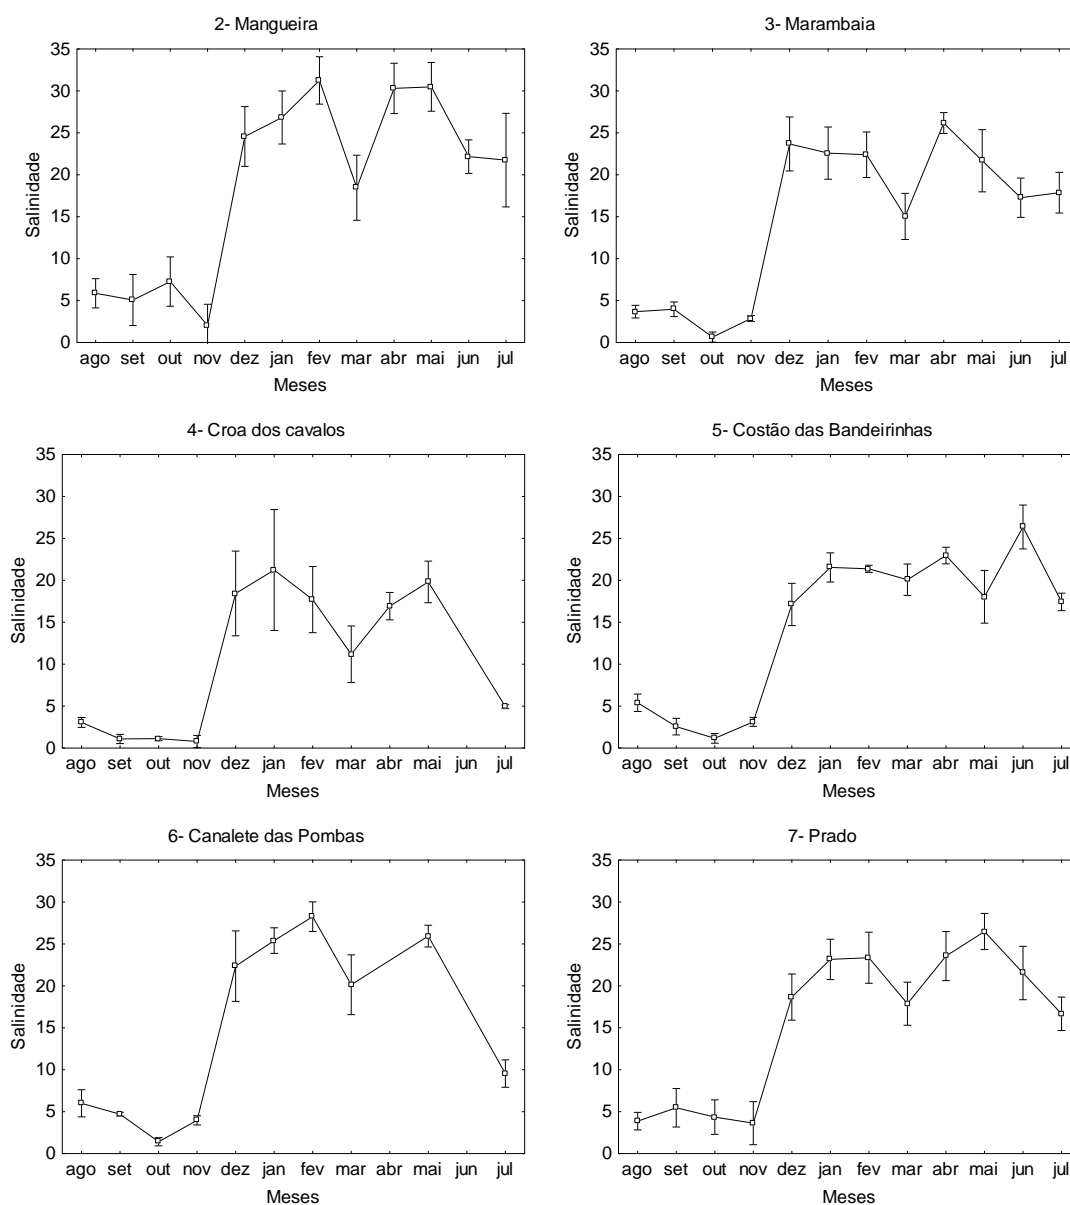 2- Mangueira
35
30
25
20
15
10
5
0
Salinidade
ago set out nov dez jan fev mar abr mai jun jul
Meses
3- Marambaia
35
30
25
20
15
10
5
0
Salinidade
ago set out nov dez jan fev mar abr mai jun jul
Meses
4- Croa dos cavalos
35
30
25
20
15
10
5
0
Salinidade
ago set out nov dez jan fev mar abr mai jun jul
Meses
5- Costão das Bandeirinhas
35
30
25
20
15
10
5
0
Salinidade
ago set out nov dez jan fev mar abr mai jun jul
Meses
6- Canalete das Pombas
35
30
25
20
15
10
5
0
Salinidade
ago set out nov dez jan fev mar abr mai jun jul
Meses
7- Prado
35
30
25
20
15
10
5
0
Salinidade
ago set out nov dez jan fev mar abr mai jun jul
Meses